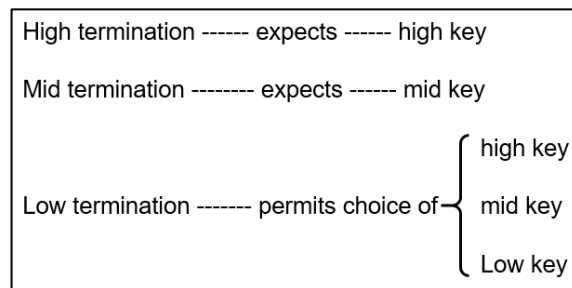 High termination ------ expects ------ high key
Mid termination -------- expects ------ mid key
high key
Low termination ------- permits choice of mid key
Low key